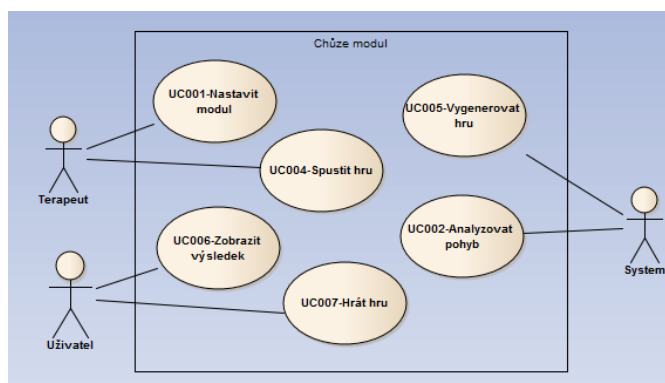 Chůze modul
UC001-Nastavit
modul
UC005-Vygenerovat
hru
UC004-Spustit hru
Terapeut
UC006-Zobrazit
výsledek
UC002-Analyzovat
pohyb
System
UC007-Hrát hru
Uživatel